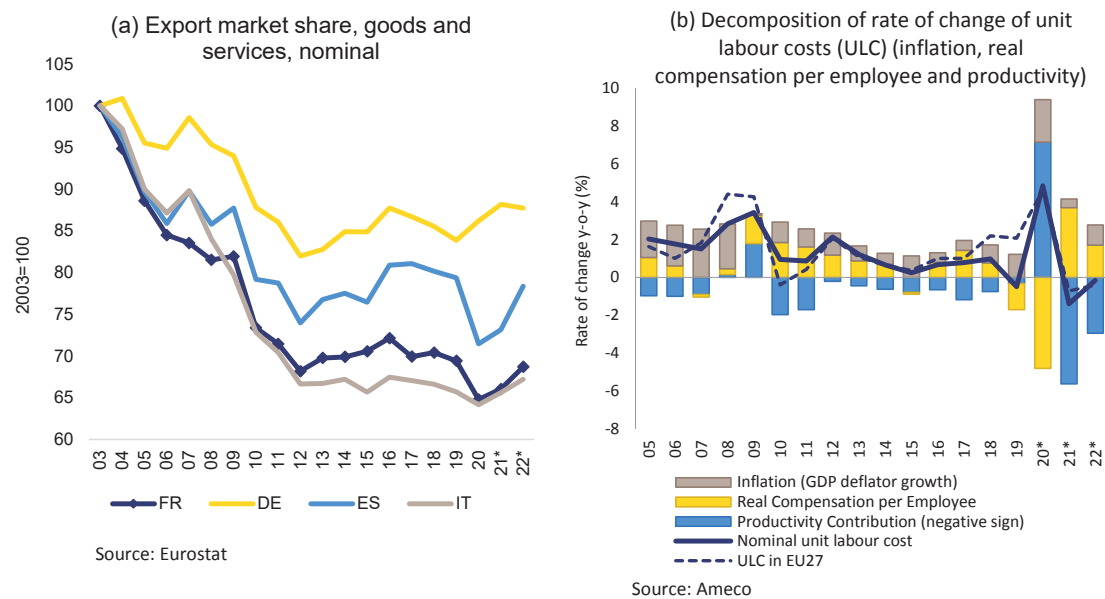 (a) Export market share, goods and
services, nominal
2003=100
105
100
95
90
85
80
75
70
65
60
03 04 05 06 07 08 09 10 11 12 13 14 15 16 17 18 19 20 21* 22*
FR DE ES IT
Source: Eurostat
(b) Decomposition of rate of change of unit
labour costs (ULC) (inflation, real
compensation per employee and productivity)
Rate of change y-o-y (%)
10
8
6
4
2
0
-2
-4
-6
-8
05 06 07 08 09 10 11 12 13 14 15 16 17 18 19 20* 21* 22*
Inflation (GDP deflator growth)
Real Compensation per Employee
Productivity Contribution (negative sign)
Nominal unit labour cost
ULC in EU27
Source: Ameco